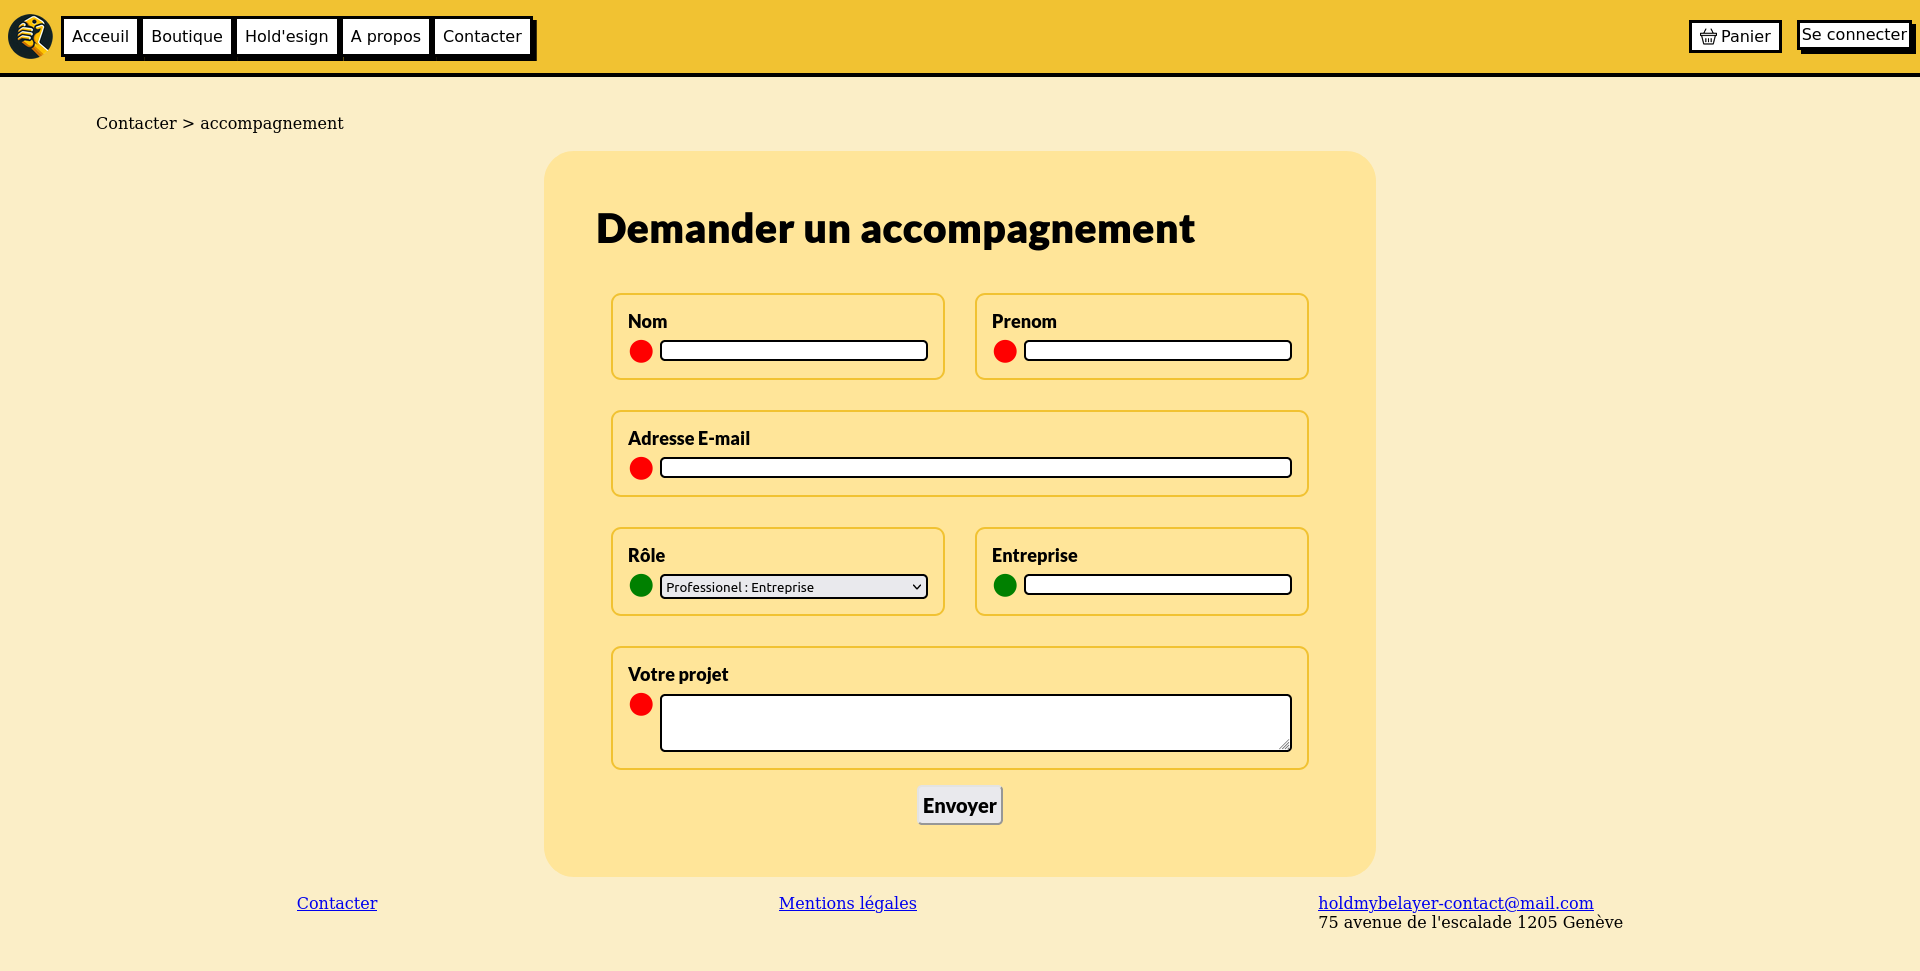 Acceuil Boutique Hold'esign A propos Contacter Panier Se connecter
Contacter > accompagnement
Demander un accompagnement
Nom Prenom
Adresse E-mail
Rôle Entreprise
Professionel : Entreprise
Votre projet
Envoyer
Contacter Mentions légales holdmybelayer-contact@mail.com
75 avenue de l'escalade 1205 Genève